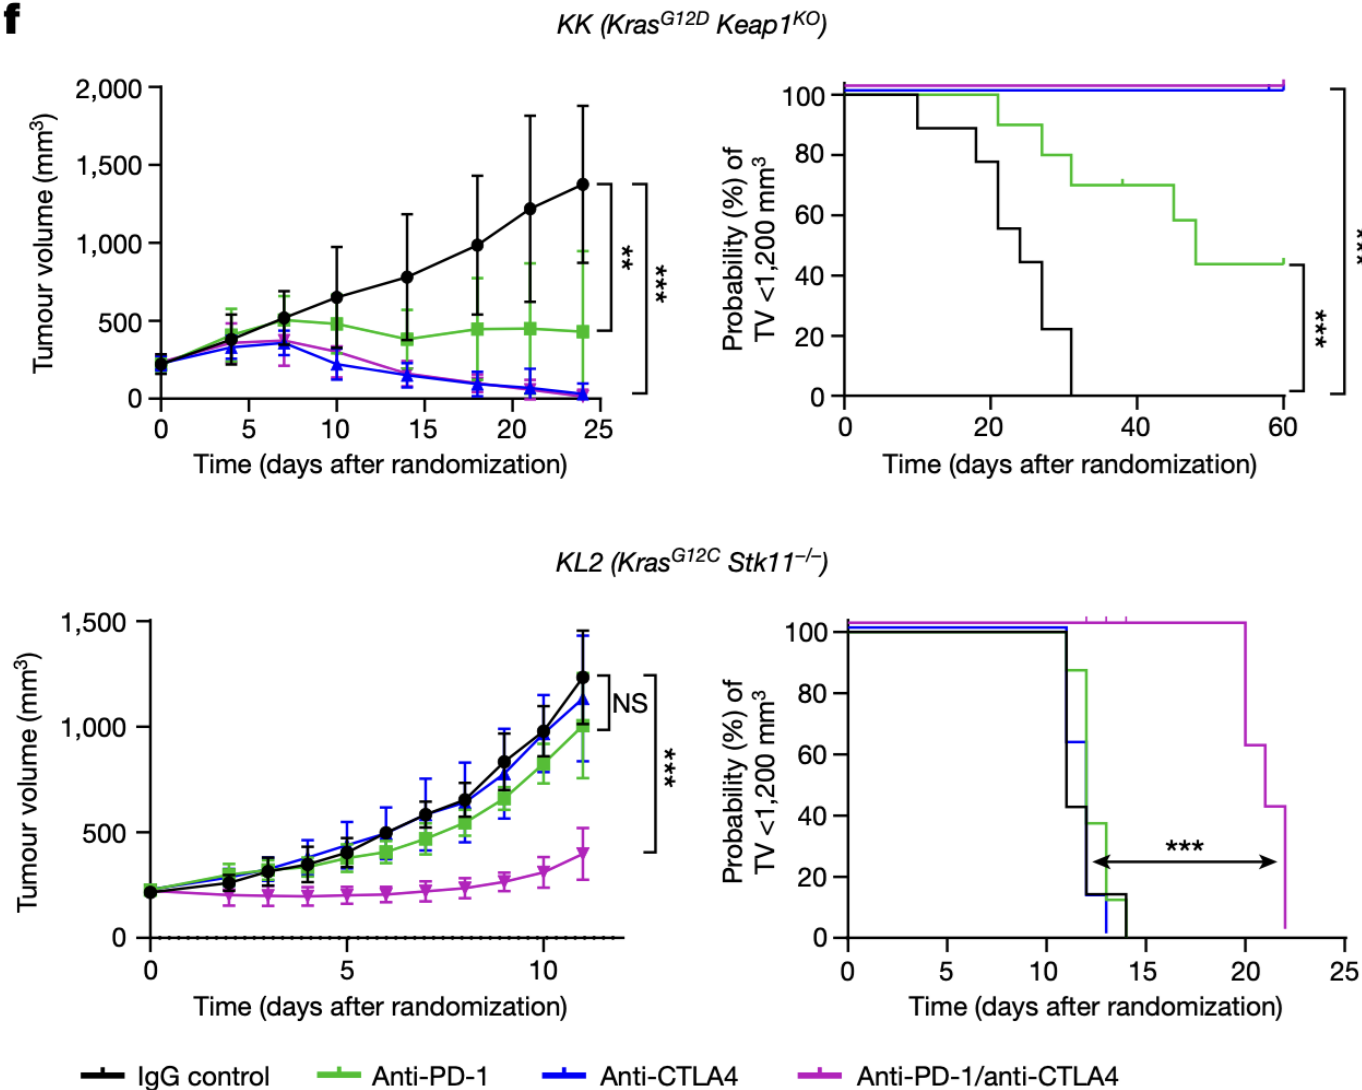 f
KK (Kras^G12D Keap1^KO)
Tumour volume (mm³)
2,000
1,500
1,000
500
0
0 5 10 15 20 25
Time (days after randomization)
**
***
Probability (%) of
TV <1,200 mm³
100
80
60
40
20
0
0 20 40 60
Time (days after randomization)
***
***
KL2 (Kras^G12C Stk11^–/–)
Tumour volume (mm³)
1,500
1,000
500
0
0 5 10
Time (days after randomization)
NS
***
Probability (%) of
TV <1,200 mm³
100
80
60
40
20
0
0 5 10 15 20 25
Time (days after randomization)
***
IgG control Anti-PD-1 Anti-CTLA4 Anti-PD-1/anti-CTLA4